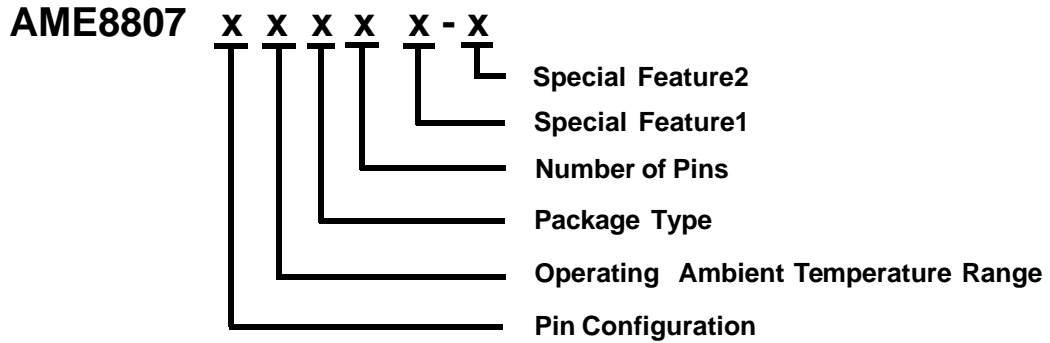 AME8807 x x x x x - x
Special Feature2
Special Feature1
Number of Pins
Package Type
Operating Ambient Temperature Range
Pin Configuration